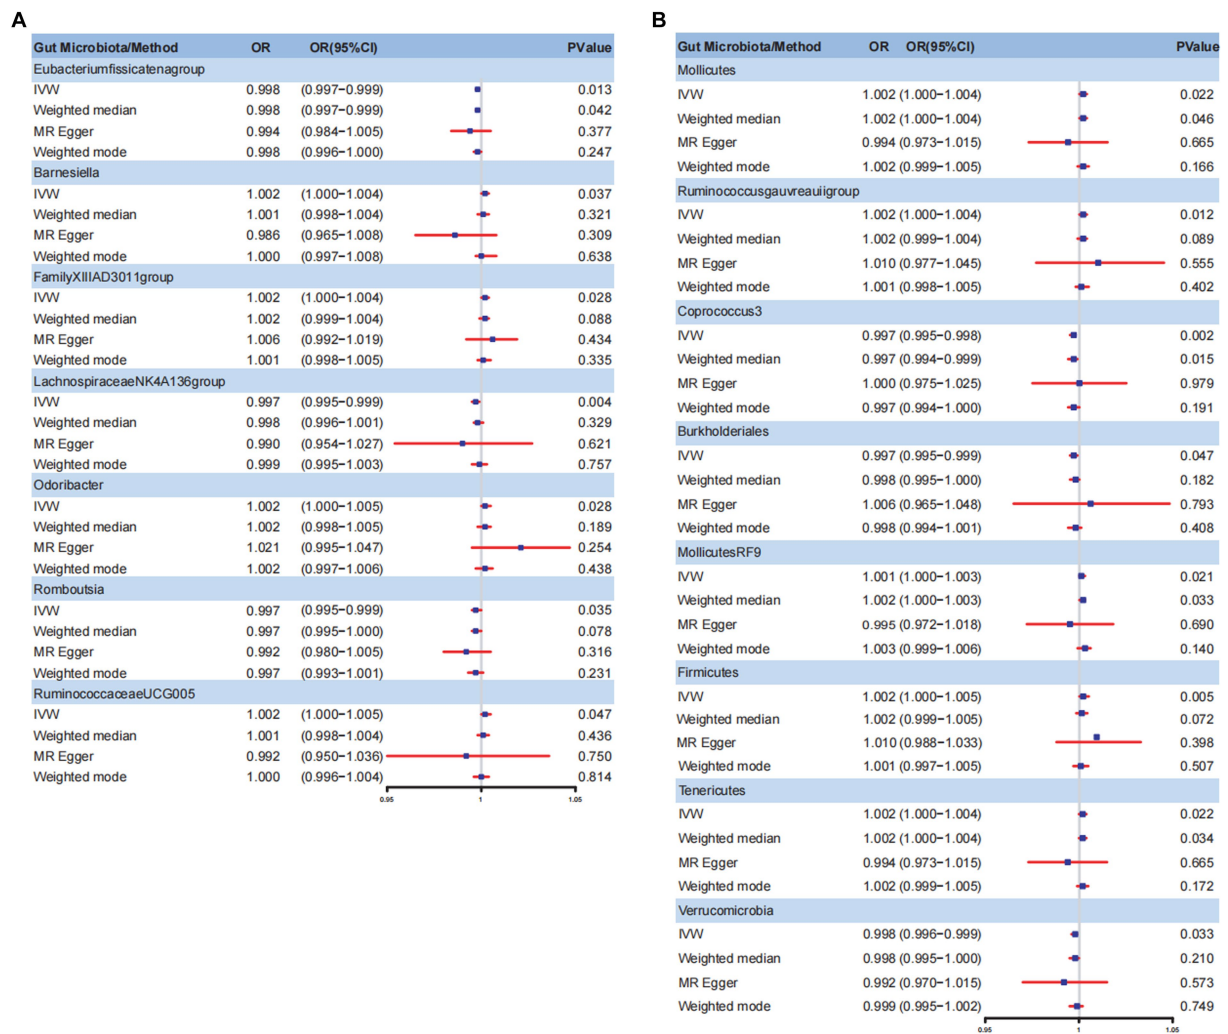 A
Gut Microbiota/Method OR OR(95%CI) PValue
Eubacteriumfissicatenagroup
IVW 0.998 (0.997−0.999) 0.013
Weighted median 0.998 (0.997−0.999) 0.042
MR Egger 0.994 (0.984−1.005) 0.377
Weighted mode 0.998 (0.996−1.000) 0.247
Barnesiella
IVW 1.002 (1.000−1.004) 0.037
Weighted median 1.001 (0.998−1.004) 0.321
MR Egger 0.986 (0.965−1.008) 0.309
Weighted mode 1.000 (0.997−1.008) 0.638
FamilyXIIIAD3011group
IVW 1.002 (1.000−1.004) 0.028
Weighted median 1.002 (0.999−1.004) 0.088
MR Egger 1.006 (0.992−1.019) 0.434
Weighted mode 1.001 (0.998−1.005) 0.335
LachnospiraceaeNK4A136group
IVW 0.997 (0.995−0.999) 0.004
Weighted median 0.998 (0.996−1.001) 0.329
MR Egger 0.990 (0.954−1.027) 0.621
Weighted mode 0.999 (0.995−1.003) 0.757
Odoribacter
IVW 1.002 (1.000−1.005) 0.028
Weighted median 1.002 (0.998−1.005) 0.189
MR Egger 1.021 (0.995−1.047) 0.254
Weighted mode 1.002 (0.997−1.006) 0.438
Romboutsia
IVW 0.997 (0.995−0.999) 0.035
Weighted median 0.997 (0.995−1.000) 0.078
MR Egger 0.992 (0.980−1.005) 0.316
Weighted mode 0.997 (0.993−1.001) 0.231
RuminococcaceaeUCG005
IVW 1.002 (1.000−1.005) 0.047
Weighted median 1.001 (0.998−1.004) 0.436
MR Egger 0.992 (0.950−1.036) 0.750
Weighted mode 1.000 (0.996−1.004) 0.814
0.95 1 1.05
B
Gut Microbiota/Method OR OR(95%CI) PValue
Mollicutes
IVW 1.002 (1.000−1.004) 0.022
Weighted median 1.002 (1.000−1.004) 0.046
MR Egger 0.994 (0.973−1.015) 0.665
Weighted mode 1.002 (0.999−1.005) 0.166
Ruminococcusgauvreauiigroup
IVW 1.002 (1.000−1.004) 0.012
Weighted median 1.002 (0.999−1.004) 0.089
MR Egger 1.010 (0.977−1.045) 0.555
Weighted mode 1.001 (0.998−1.005) 0.402
Coprococcus3
IVW 0.997 (0.995−0.998) 0.002
Weighted median 0.997 (0.994−0.999) 0.015
MR Egger 1.000 (0.975−1.025) 0.979
Weighted mode 0.997 (0.994−1.000) 0.191
Burkholderiales
IVW 0.997 (0.995−0.999) 0.047
Weighted median 0.998 (0.995−1.000) 0.182
MR Egger 1.006 (0.965−1.048) 0.793
Weighted mode 0.998 (0.994−1.001) 0.408
MollicutesRF9
IVW 1.001 (1.000−1.003) 0.021
Weighted median 1.002 (1.000−1.003) 0.033
MR Egger 0.995 (0.972−1.018) 0.690
Weighted mode 1.003 (0.999−1.006) 0.140
Firmicutes
IVW 1.002 (1.000−1.005) 0.005
Weighted median 1.002 (0.999−1.005) 0.072
MR Egger 1.010 (0.988−1.033) 0.398
Weighted mode 1.001 (0.997−1.005) 0.507
Tenericutes
IVW 1.002 (1.000−1.004) 0.022
Weighted median 1.002 (1.000−1.004) 0.034
MR Egger 0.994 (0.973−1.015) 0.665
Weighted mode 1.002 (0.999−1.005) 0.172
Verrucomicrobia
IVW 0.998 (0.996−0.999) 0.033
Weighted median 0.998 (0.995−1.000) 0.210
MR Egger 0.992 (0.970−1.015) 0.573
Weighted mode 0.999 (0.995−1.002) 0.749
0.95 1 1.05